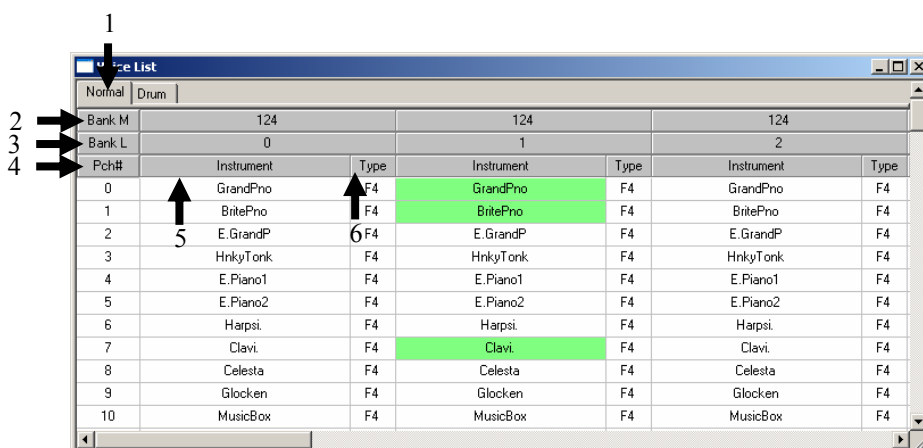 1
Voice List
Normal Drum
2 Bank M 124 124 124
3 Bank L 0 1 2
4 Pch# Instrument Type Instrument Type Instrument Type
0 GrandPno F4 GrandPno F4 GrandPno F4
1 BritePno F4 BritePno F4 BritePno F4
5 6
2 E.GrandP F4 E.GrandP F4 E.GrandP F4
3 HnkyTonk F4 HnkyTonk F4 HnkyTonk F4
4 E.Piano1 F4 E.Piano1 F4 E.Piano1 F4
5 E.Piano2 F4 E.Piano2 F4 E.Piano2 F4
6 Harpsi. F4 Harpsi. F4 Harpsi. F4
7 Clavi. F4 Clavi. F4 Clavi. F4
8 Celesta F4 Celesta F4 Celesta F4
9 Glocken F4 Glocken F4 Glocken F4
10 MusicBox F4 MusicBox F4 MusicBox F4